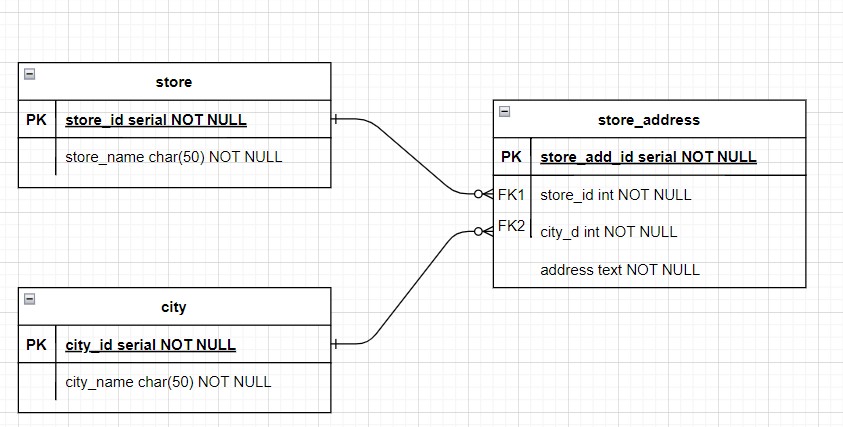 store
PK store_id serial NOT NULL
store_name char(50) NOT NULL
store_address
PK store_add_id serial NOT NULL
FK1 store_id int NOT NULL
FK2 city_d int NOT NULL
address text NOT NULL
city
PK city_id serial NOT NULL
city_name char(50) NOT NULL